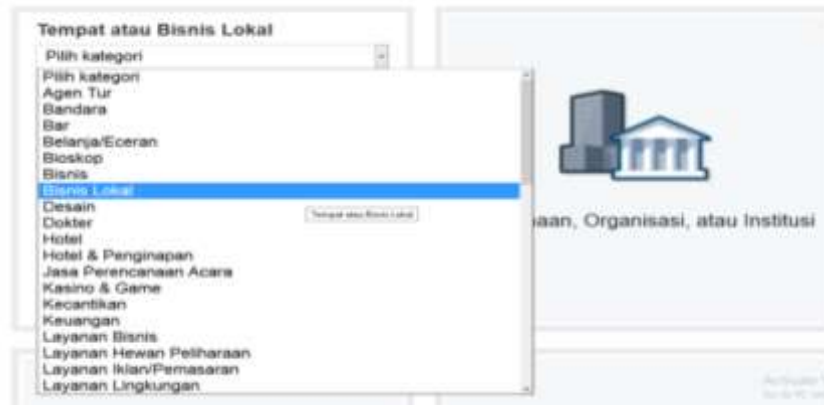 Tempat atau Bisnis Lokal
Pilih kategori
Pilih kategori
Agen Tur
Bandara
Bar
Belanja/Eceran
Bioskop
Bisnis
Bisnis Lokal
Desain
Tempat atau Bisnis Lokal
Dokter
Hotel
Hotel & Penginapan
Jasa Perencanaan Acara
Kasino & Game
Kecantikan
Keuangan
Layanan Bisnis
Layanan Hewan Peliharaan
Layanan Iklan/Pemasaran
Layanan Lingkungan
aan, Organisasi, atau Institusi